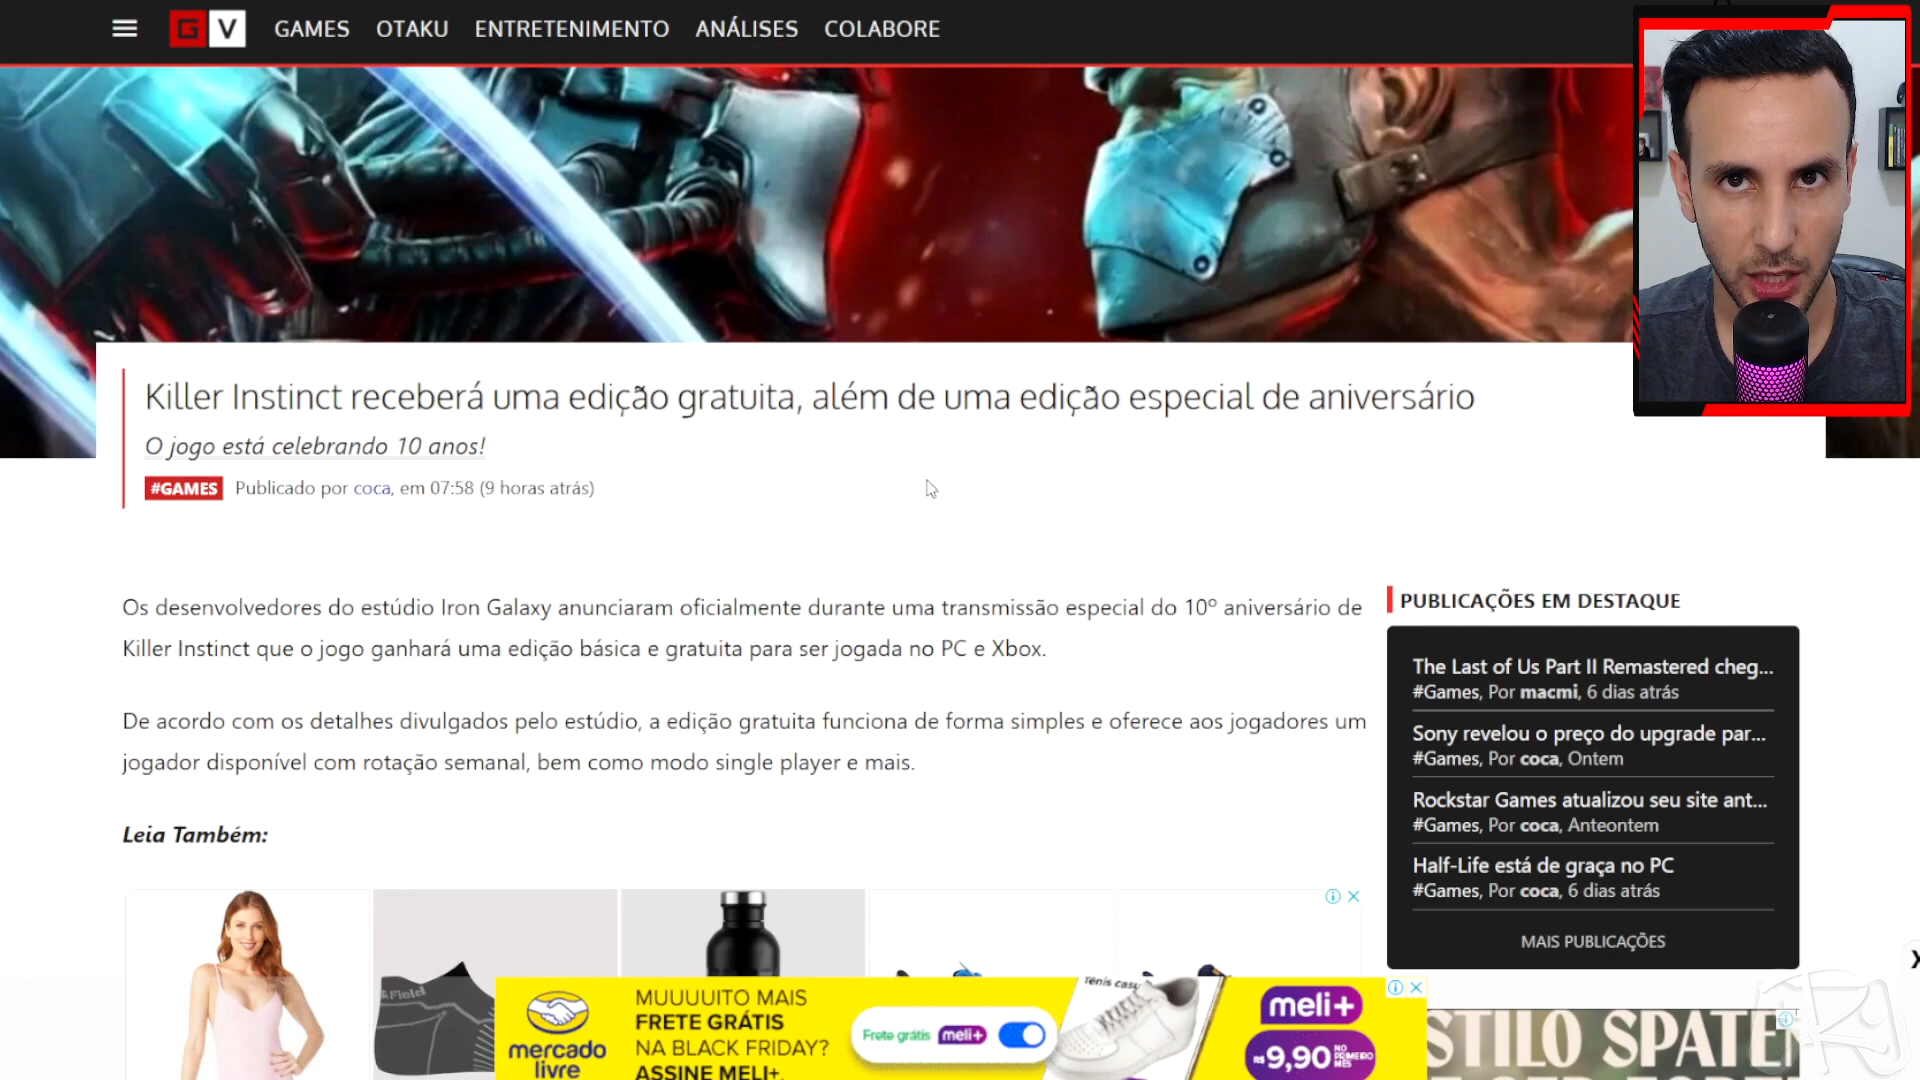 G V GAMES OTAKU ENTRETENIMENTO ANÁLISES COLABORE
Killer Instinct receberá uma edição gratuita, além de uma edição especial de aniversário
O jogo está celebrando 10 anos!
#GAMES Publicado por coca, em 07:58 (9 horas atrás)
Os desenvolvedores do estúdio Iron Galaxy anunciaram oficialmente durante uma transmissão especial do 10º aniversário de
Killer Instinct que o jogo ganhará uma edição básica e gratuita para ser jogada no PC e Xbox.
De acordo com os detalhes divulgados pelo estúdio, a edição gratuita funciona de forma simples e oferece aos jogadores um
jogador disponível com rotação semanal, bem como modo single player e mais.
Leia Também:
PUBLICAÇÕES EM DESTAQUE
The Last of Us Part II Remastered cheg...
#Games, Por macmi, 6 dias atrás
Sony revelou o preço do upgrade par...
#Games, Por coca, Ontem
Rockstar Games atualizou seu site ant...
#Games, Por coca, Anteontem
Half-Life está de graça no PC
#Games, Por coca, 6 dias atrás
MAIS PUBLICAÇÕES
mercado
livre
MUUUUITO MAIS
FRETE GRÁTIS
NA BLACK FRIDAY?
ASSINE MELI+.
Frete grátis meli+
Tênis casu
meli+
R$9,90 NO PRIMEIRO MÊS
STILO SPATEN